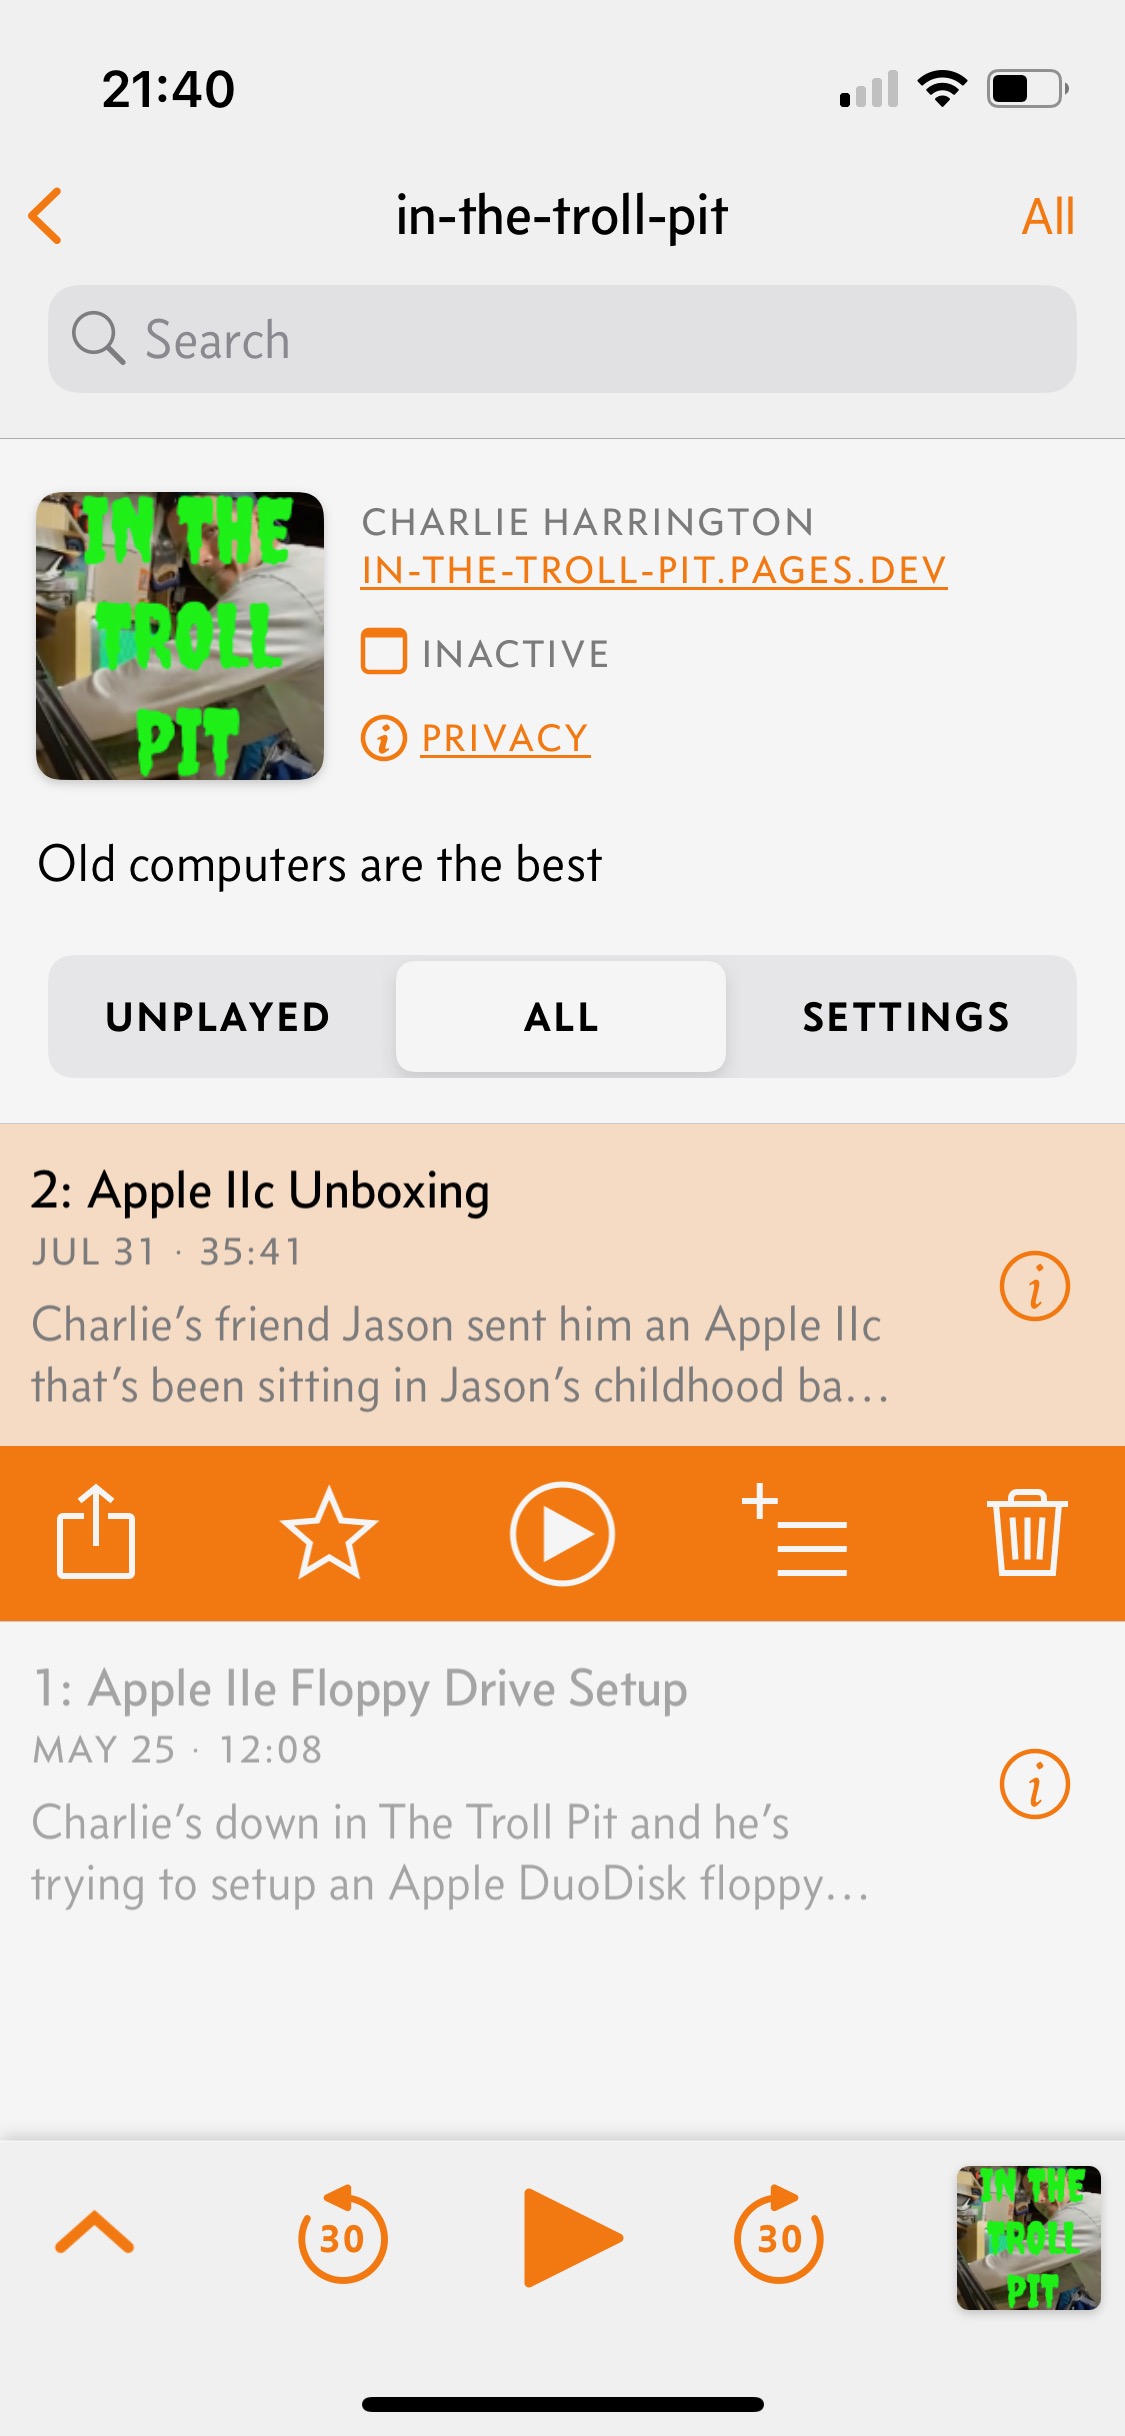 21:40
in-the-troll-pit
All
Search
IN THE
TROLL
PIT
CHARLIE HARRINGTON
IN-THE-TROLL-PIT.PAGES.DEV
INACTIVE
i PRIVACY
Old computers are the best
UNPLAYED ALL SETTINGS
2: Apple IIc Unboxing
JUL 31 · 35:41
Charlie’s friend Jason sent him an Apple IIc
that’s been sitting in Jason’s childhood ba…
i
1: Apple IIe Floppy Drive Setup
MAY 25 · 12:08
Charlie’s down in The Troll Pit and he’s
trying to setup an Apple DuoDisk floppy…
i
30
30
IN THE
TROLL
PIT